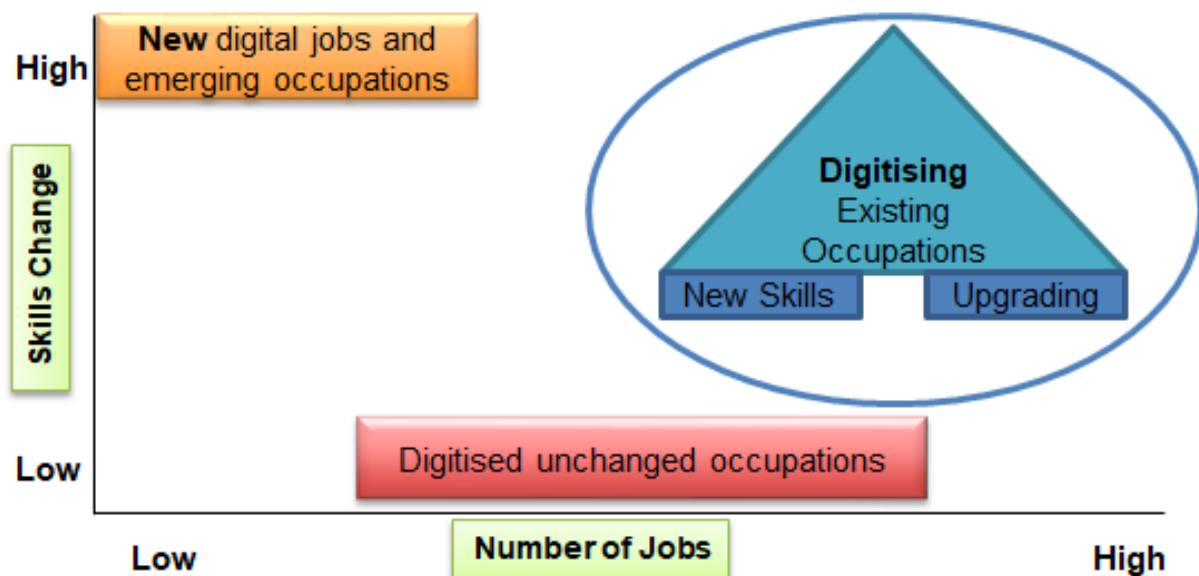 New digital jobs and
emerging occupations
High
Digitising
Existing
Occupations
New Skills
Upgrading
Skills Change
Digitised unchanged occupations
Low
Low
Number of Jobs
High